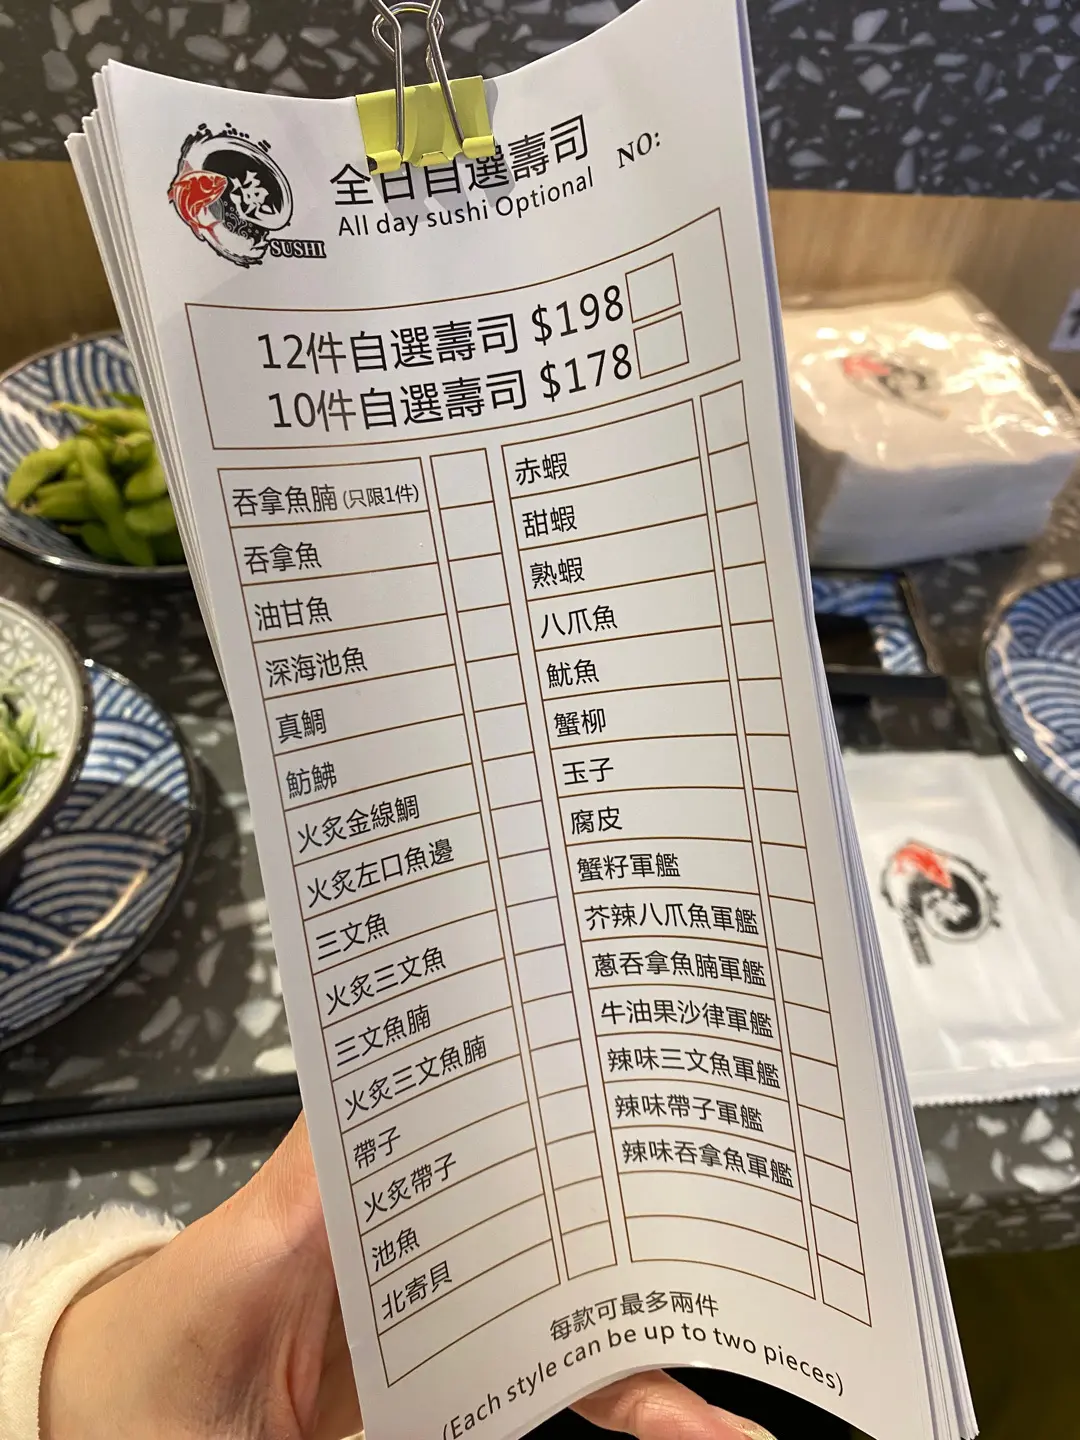 漁
SUSHI
全日自選壽司
All day sushi Optional
NO:
12件自選壽司 $198
10件自選壽司 $178
吞拿魚腩 (只限1件)
吞拿魚
油甘魚
深海池魚
真鯛
魴鮄
火炙金線鯛
火炙左口魚邊
三文魚
火炙三文魚
三文魚腩
火炙三文魚腩
帶子
火炙帶子
池魚
北寄貝
赤蝦
甜蝦
熟蝦
八爪魚
魷魚
蟹柳
玉子
腐皮
蟹籽軍艦
芥辣八爪魚軍艦
蔥吞拿魚腩軍艦
牛油果沙律軍艦
辣味三文魚軍艦
辣味帶子軍艦
辣味吞拿魚軍艦
每款可最多兩件
(Each style can be up to two pieces)